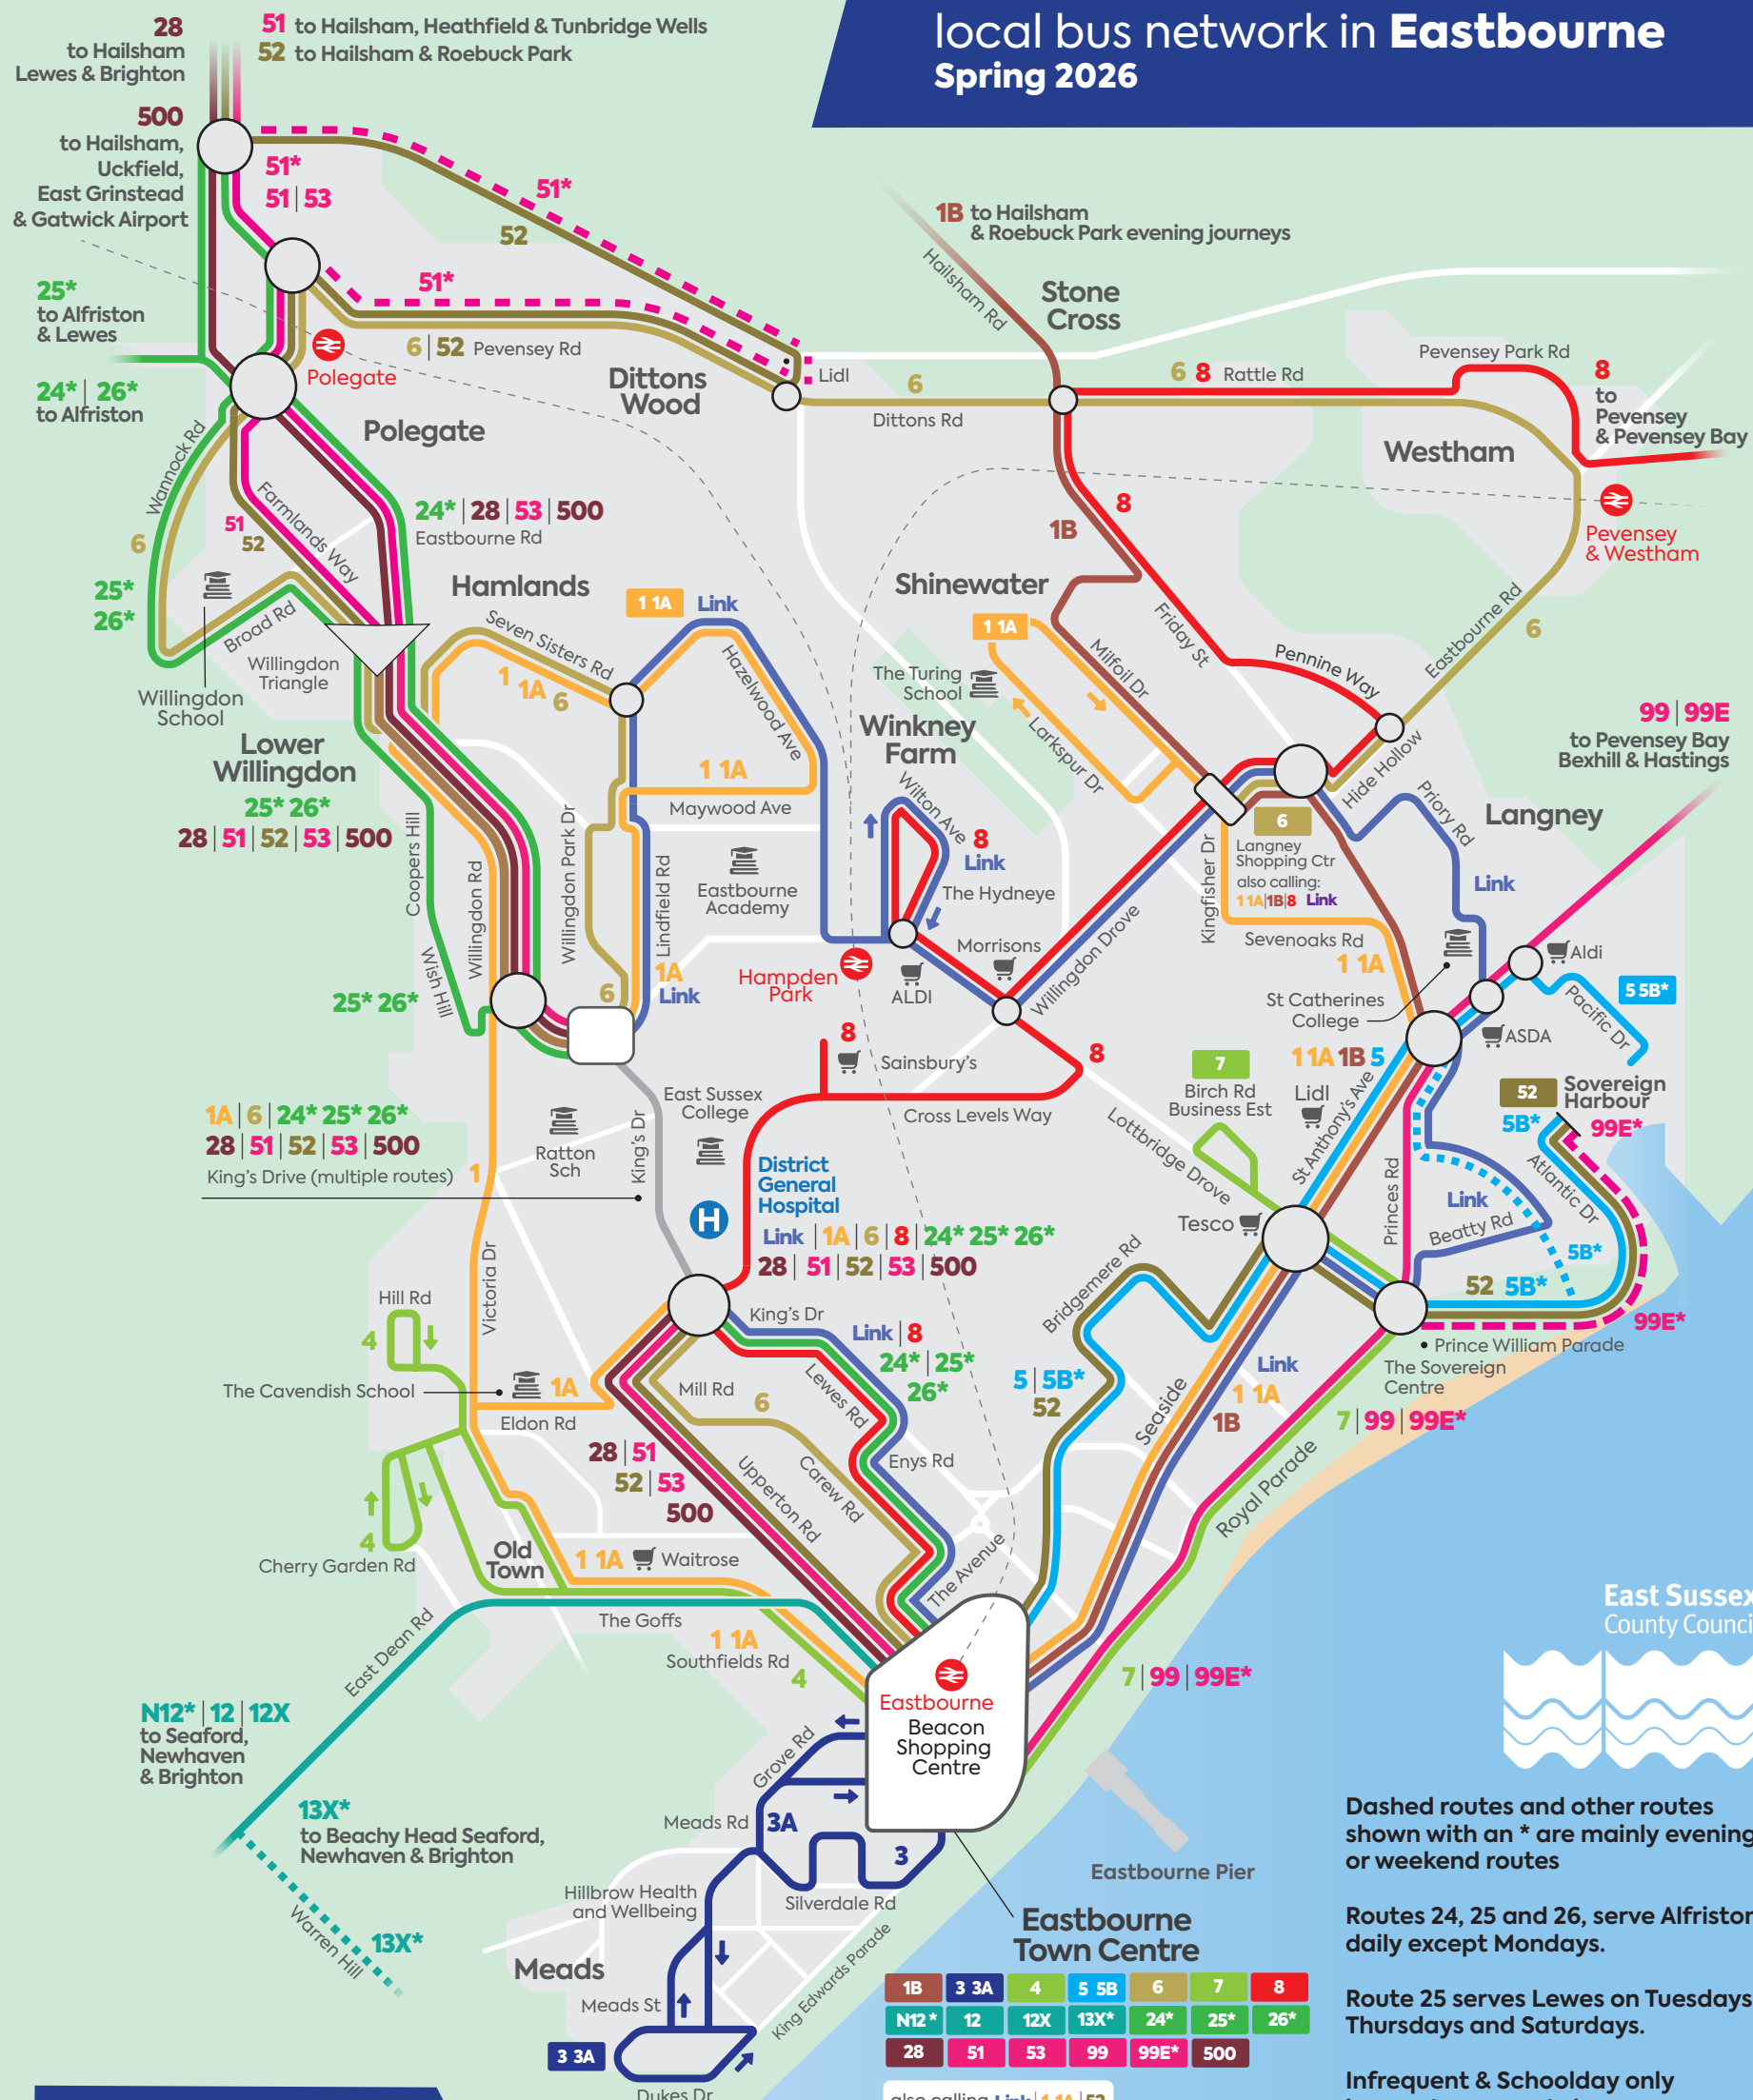 local bus network in Eastbourne
Spring 2026
28
to Hailsham
Lewes & Brighton
51 to Hailsham, Heathfield & Tunbridge Wells
52 to Hailsham & Roebuck Park
500
to Hailsham,
Uckfield,
East Grinstead
& Gatwick Airport
51*
51 | 53
51*
52
51*
6 | 52 Pevensey Rd
25*
to Alfriston
& Lewes
24* | 26*
to Alfriston
Polegate
Polegate
Dittons
Wood
Lidl
6
Dittons Rd
1B to Hailsham
& Roebuck Park evening journeys
Hailsham Rd
Stone
Cross
6 8 Rattle Rd
Pevensey Park Rd
8
to
Pevensey
& Pevensey Bay
Westham
Pevensey
& Westham
Eastbourne Rd
6
Wannock Rd
6
25*
26*
51
52
Farmlands Way
24* | 28 | 53 | 500
Eastbourne Rd
Broad Rd
Willingdon
Triangle
Willingdon
School
Hamlands
Seven Sisters Rd
1 1A 6
1 1A
Link
Hazelwood Ave
1 1A
Maywood Ave
Shinewater
1 1A
The Turing
School
Milfoil Dr
Larkspur Dr
1B
8
Friday St
Pennine Way
Hide Hollow
Priory Rd
Langney
Link
99 | 99E
to Pevensey Bay
Bexhill & Hastings
Winkney
Farm
Wilton Ave
8
Link
The Hydneye
Lower
Willingdon
25* 26*
28 | 51 | 52 | 53 | 500
Coopers Hill
Willingdon Rd
Willingdon Park Dr
Lindfield Rd
Eastbourne
Academy
Wish Hill
25* 26*
6
1A
Link
Hampden
Park
ALDI
Morrisons
Willingdon Drove
Kingfisher Dr
6
Langney
Shopping Ctr
also calling:
1 1A|1B|8 Link
Sevenoaks Rd
1 1A
St Catherines
College
Aldi
ASDA
Pacific Dr
5 5B*
8
Sainsbury's
8
Cross Levels Way
7
Birch Rd
Business Est
Lottbridge Drove
1 1A 1B 5
Lidl
St Anthony's Ave
52
Sovereign
Harbour
5B*
99E*
Atlantic Dr
Link
Beatty Rd
5B*
Princes Rd
Tesco
52 5B*
99E*
Prince William Parade
The Sovereign
Centre
7 | 99 | 99E*
1A | 6 | 24* 25* 26*
28 | 51 | 52 | 53 | 500
King's Drive (multiple routes)
Ratton
Sch
King's Dr
East Sussex
College
District
General
Hospital
H
Link | 1A | 6 | 8 | 24* 25* 26*
28 | 51 | 52 | 53 | 500
1
Victoria Dr
Hill Rd
4
The Cavendish School
1A
Eldon Rd
4
Cherry Garden Rd
Old
Town
King's Dr
Link | 8
24* | 25*
26*
Mill Rd
6
Lewes Rd
Enys Rd
Carew Rd
Upperton Rd
The Avenue
28 | 51
52 | 53
500
1 1A Waitrose
The Goffs
1 1A
Southfields Rd
4
Bridgemere Rd
5 | 5B*
52
Seaside
Link
1 1A
1B
Royal Parade
7 | 99 | 99E*
East Dean Rd
N12* | 12 | 12X
to Seaford,
Newhaven
& Brighton
13X*
to Beachy Head Seaford,
Newhaven & Brighton
Warren Hill
13X*
Eastbourne
Beacon
Shopping
Centre
Grove Rd
Meads Rd
3A
3
Silverdale Rd
Hillbrow Health
and Wellbeing
Meads
Meads St
King Edwards Parade
3 3A
Dukes Dr
Eastbourne Pier
Eastbourne
Town Centre
1B 3 3A 4 5 5B 6 7 8
N12* 12 12X 13X* 24* 25* 26*
28 51 53 99 99E* 500
also calling Link | 1 1A | 52
East Sussex
County Counci
Dashed routes and other routes
shown with an * are mainly evening
or weekend routes
Routes 24, 25 and 26, serve Alfriston
daily except Mondays.
Route 25 serves Lewes on Tuesdays
Thursdays and Saturdays.
Infrequent & Schoolday only